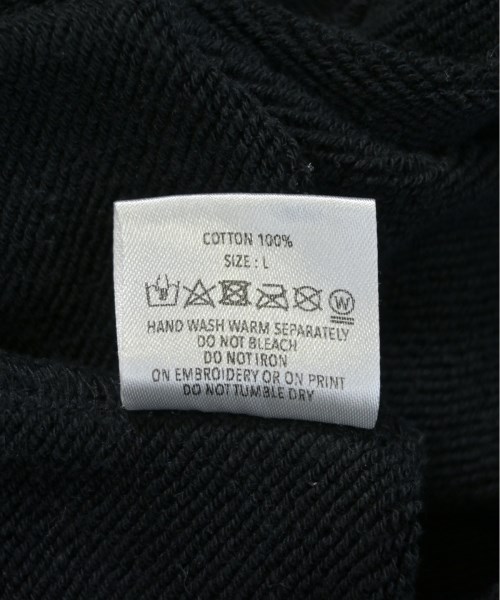 COTTON 100%
SIZE : L
W
HAND WASH WARM SEPARATELY
DO NOT BLEACH
DO NOT IRON
ON EMBROIDERY OR ON PRINT
DO NOT TUMBLE DRY